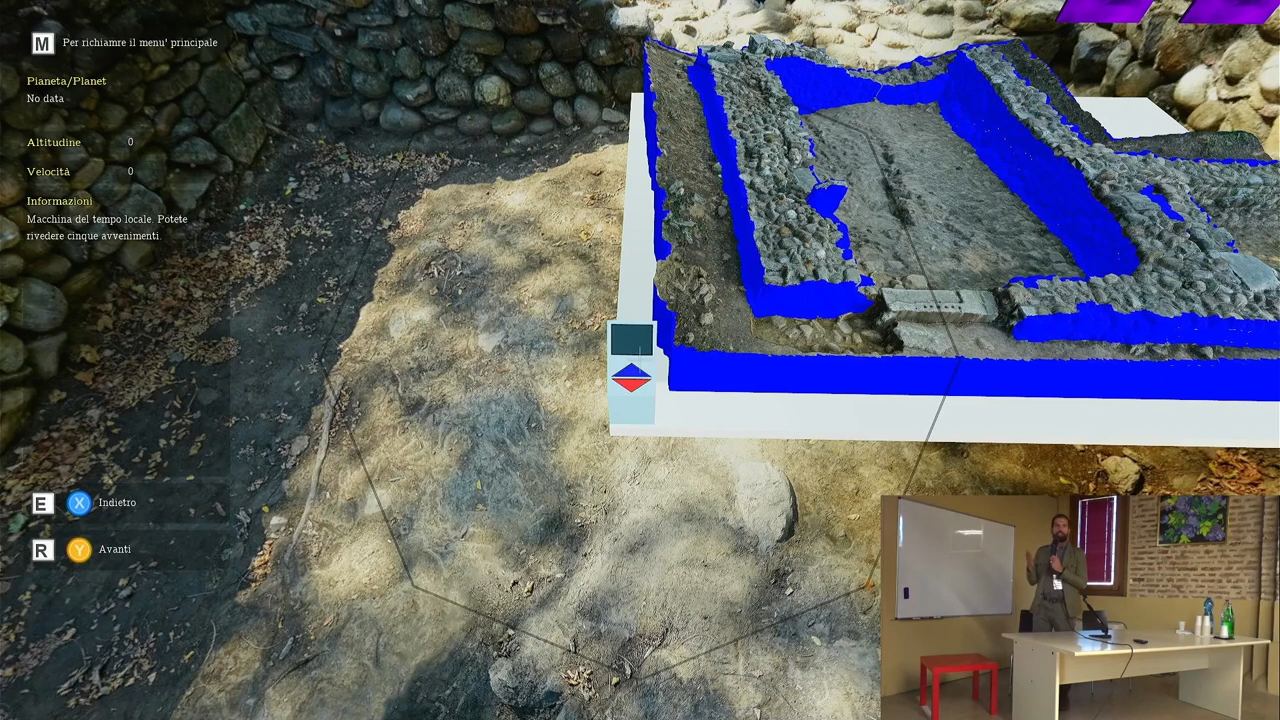 M Per richiamre il menu' principale
Pianeta/Planet
No data
Altitudine 0
Velocità 0
Informazioni
Macchina del tempo locale. Potete
rivedere cinque avvenimenti.
E X Indietro
R Y Avanti